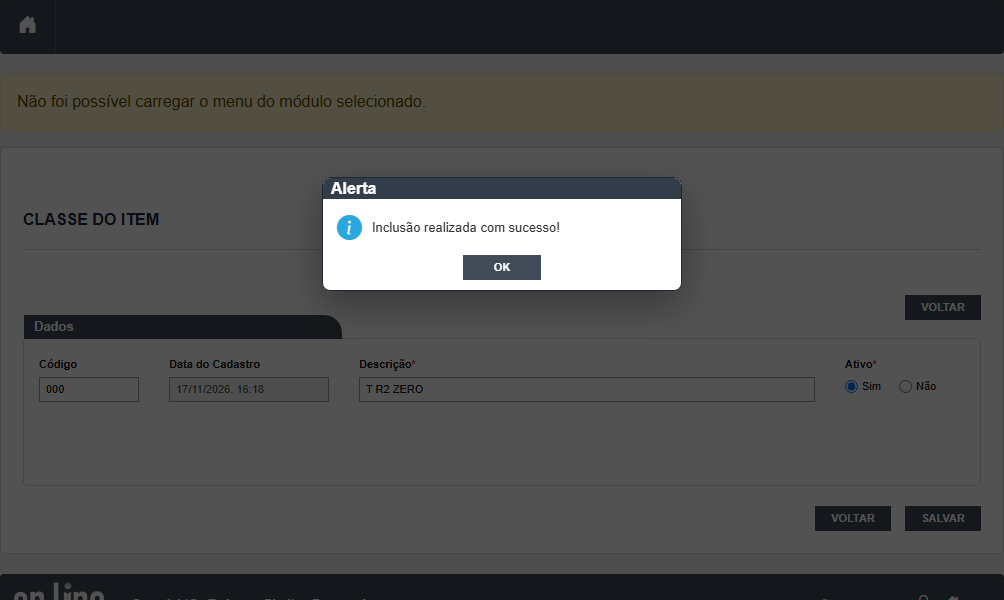 Não foi possível carregar o menu do módulo selecionado.
Alerta
Inclusão realizada com sucesso!
OK
CLASSE DO ITEM
VOLTAR
Dados
Código
Data do Cadastro
Descrição*
Ativo*
000
17/11/2026, 16:18
T R2 ZERO
Sim
Não
VOLTAR
SALVAR